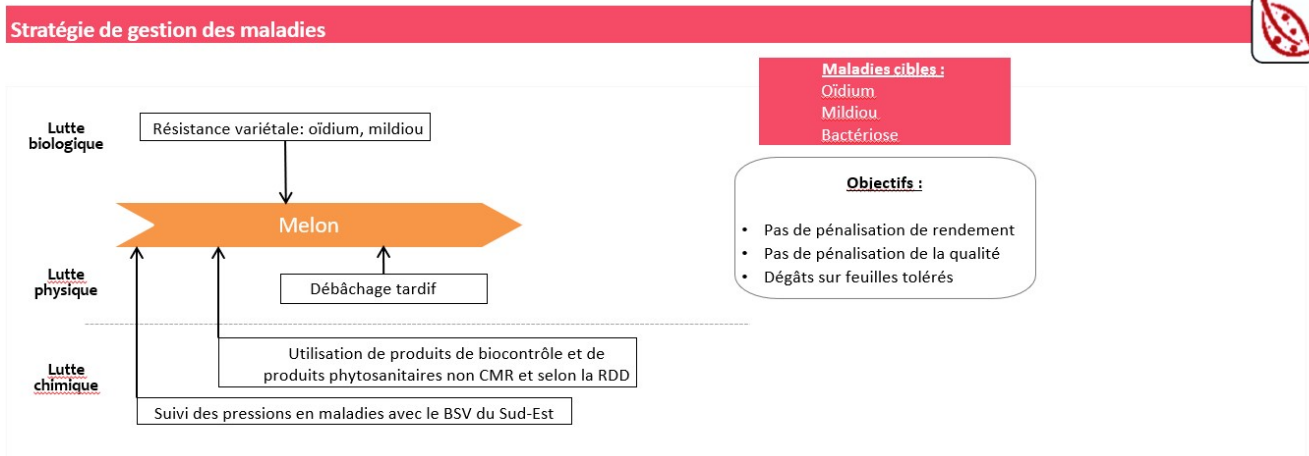 Stratégie de gestion des maladies
Maladies cibles :
Oïdium
Mildiou
Bactériose
Lutte
biologique
Résistance variétale: oïdium, mildiou
Objectifs :
Melon
• Pas de pénalisation de rendement
• Pas de pénalisation de la qualité
• Dégâts sur feuilles tolérés
Lutte
physique
Débâchage tardif
Lutte
chimique
Utilisation de produits de biocontrôle et de
produits phytosanitaires non CMR et selon la RDD
Suivi des pressions en maladies avec le BSV du Sud-Est